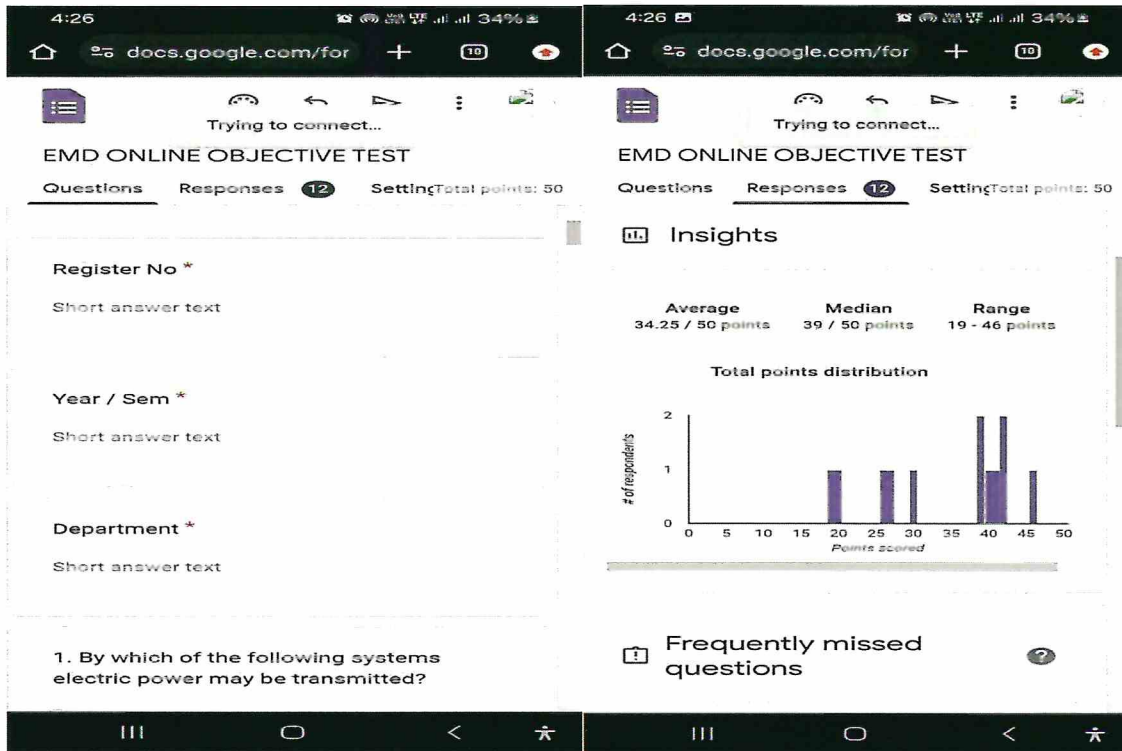 4:26
34%
docs.google.com/for
10
Trying to connect...
EMD ONLINE OBJECTIVE TEST
Questions Responses 12 Setting Total points: 50
Register No *
Short answer text
Year / Sem *
Short answer text
Department *
Short answer text
1. By which of the following systems
electric power may be transmitted?
4:26
34%
docs.google.com/for
10
Trying to connect...
EMD ONLINE OBJECTIVE TEST
Questions Responses 12 Setting Total points: 50
Insights
Average Median Range
34.25 / 50 points 39 / 50 points 19 - 46 points
Total points distribution
# of respondents
2
1
0
0 5 10 15 20 25 30 35 40 45 50
Points scored
Frequently missed
questions